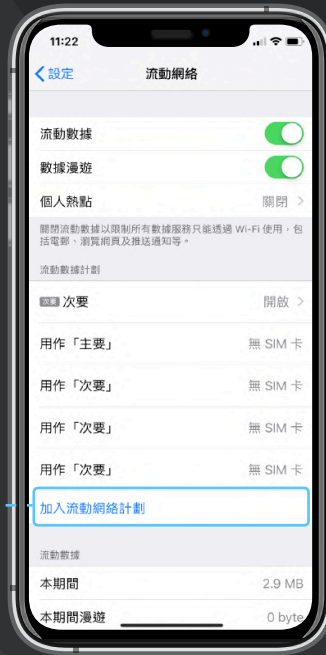 11:22
設定
流動網絡
流動數據
數據漫遊
個人熱點 關閉
關閉流動數據以限制所有數據服務只能透過 Wi-Fi 使用，包
括電郵、瀏覽網頁及推送通知等。
流動數據計劃
次要 次要 開啟
用作「主要」 無 SIM 卡
用作「次要」 無 SIM 卡
用作「次要」 無 SIM 卡
用作「次要」 無 SIM 卡
加入流動網絡計劃
流動數據
本期間 2.9 MB
本期間漫遊 0 byte